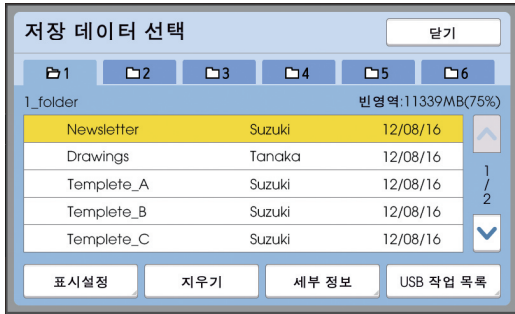 저장 데이터 선택 닫기
1 2 3 4 5 6
1_folder 빈영역:11339MB(75%)
Newsletter Suzuki 12/08/16
Drawings Tanaka 12/08/16
Templete_A Suzuki 12/08/16
Templete_B Suzuki 12/08/16
Templete_C Suzuki 12/08/16
1
/
2
표시설정 지우기 세부 정보 USB 작업 목록